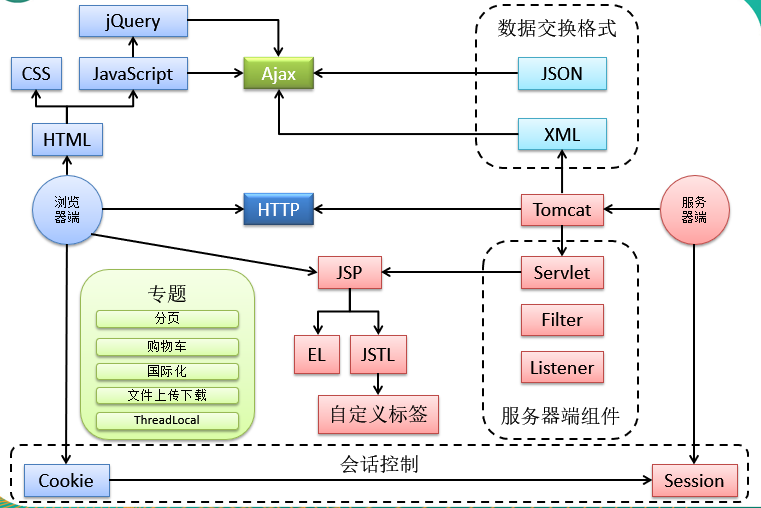 jQuery
数据交换格式
CSS
JavaScript
Ajax
JSON
HTML
XML
浏览
器端
HTTP
Tomcat
服务
器端
JSP
Servlet
专题
分页
购物车
国际化
文件上传下载
ThreadLocal
EL
JSTL
自定义标签
Filter
Listener
服务器端组件
会话控制
Cookie
Session